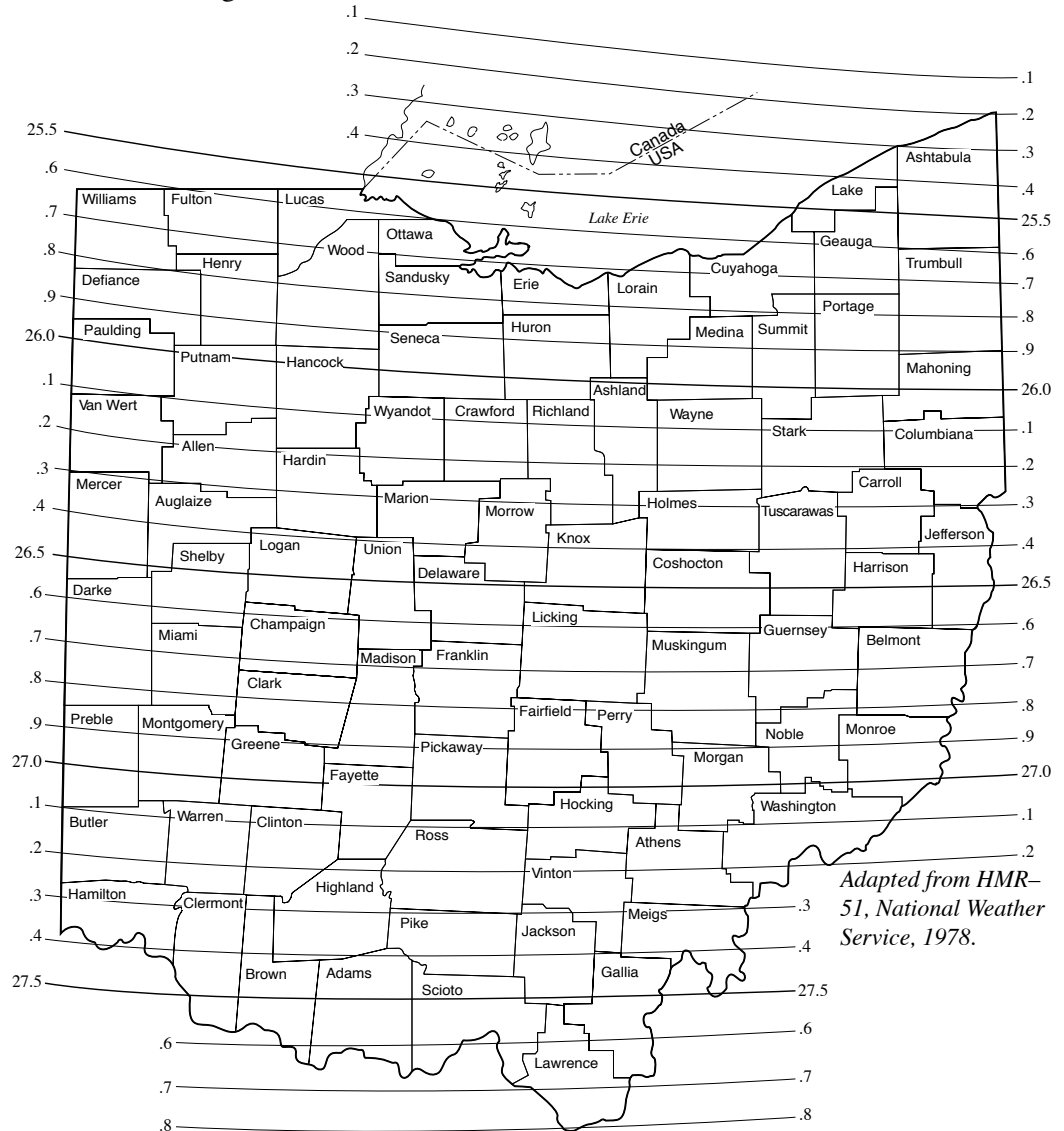 .1
.2
.3
.4
.1
.2
.3
.4
25.5
.6
.7
.8
.9
26.0
.1
.2
.3
.4
26.5
.6
.7
.8
.9
27.0
.1
.2
.3
.4
27.5
.6
.7
.8
25.5
.6
.7
.8
.9
26.0
.1
.2
.3
.4
26.5
.6
.7
.8
.9
27.0
.1
.2
.3
.4
27.5
.6
.7
.8
Canada
USA
Lake Erie
Ashtabula
Lake
Williams
Fulton
Lucas
Wood
Ottawa
Geauga
Henry
Cuyahoga
Trumbull
Defiance
Sandusky
Erie
Lorain
Portage
Paulding
Seneca
Huron
Medina
Summit
Putnam
Hancock
Mahoning
Ashland
Van Wert
Wyandot
Crawford
Richland
Wayne
Stark
Columbiana
Allen
Hardin
Mercer
Auglaize
Marion
Morrow
Holmes
Tuscarawas
Carroll
Jefferson
Shelby
Logan
Union
Knox
Delaware
Coshocton
Harrison
Darke
Champaign
Licking
Miami
Madison
Franklin
Muskingum
Guernsey
Belmont
Clark
Preble
Montgomery
Greene
Pickaway
Fairfield
Perry
Noble
Monroe
Fayette
Morgan
Hocking
Washington
Butler
Warren
Clinton
Ross
Athens
Vinton
Hamilton
Clermont
Highland
Pike
Jackson
Meigs
Brown
Adams
Scioto
Gallia
Lawrence
Adapted from HMR–
51, National Weather
Service, 1978.